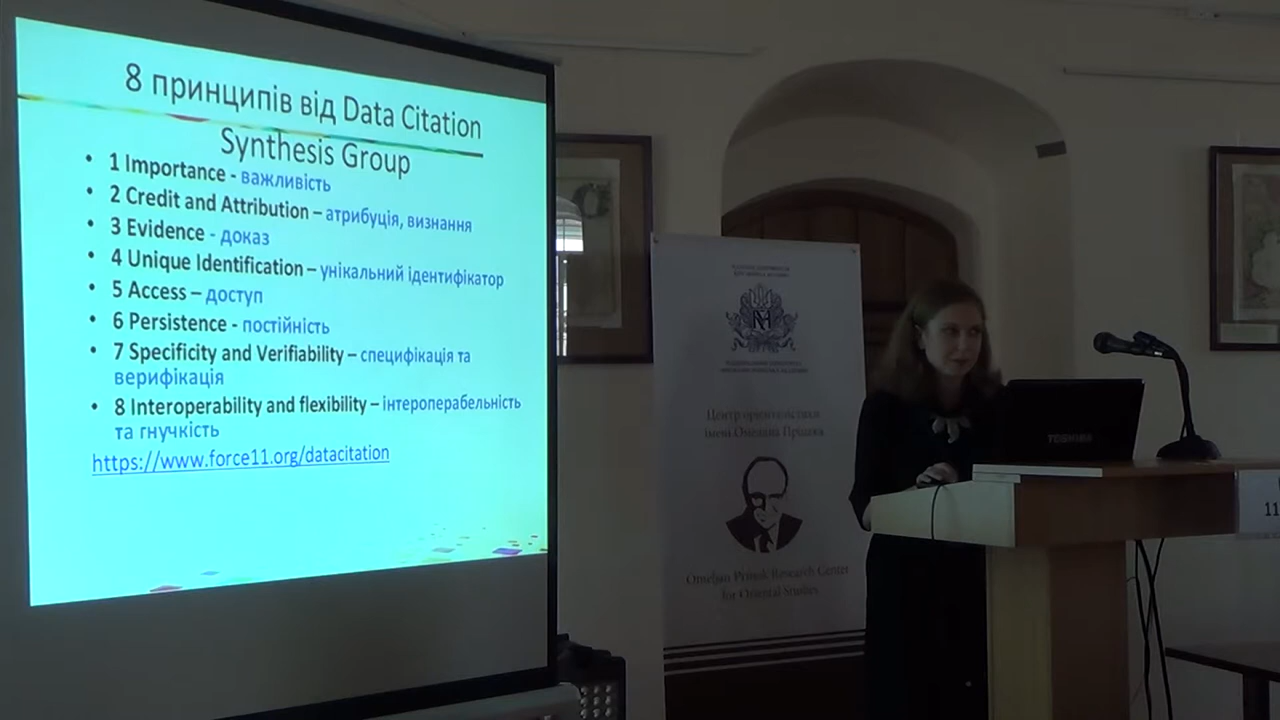 8 принципів від Data Citation
Synthesis Group
• 1 Importance - важливість
• 2 Credit and Attribution – атрибуція, визнання
• 3 Evidence - доказ
• 4 Unique Identification – унікальний ідентифікатор
• 5 Access – доступ
• 6 Persistence - постійність
• 7 Specificity and Verifiability – специфікація та
верифікація
• 8 Interoperability and flexibility – інтероперабельність
та гнучкість
https://www.force11.org/datacitation
Центр орієнталістики
імені Омеляна Пріцака
Omeljan Pritsak Research Center
for Oriental Studies
TOSHIBA
11